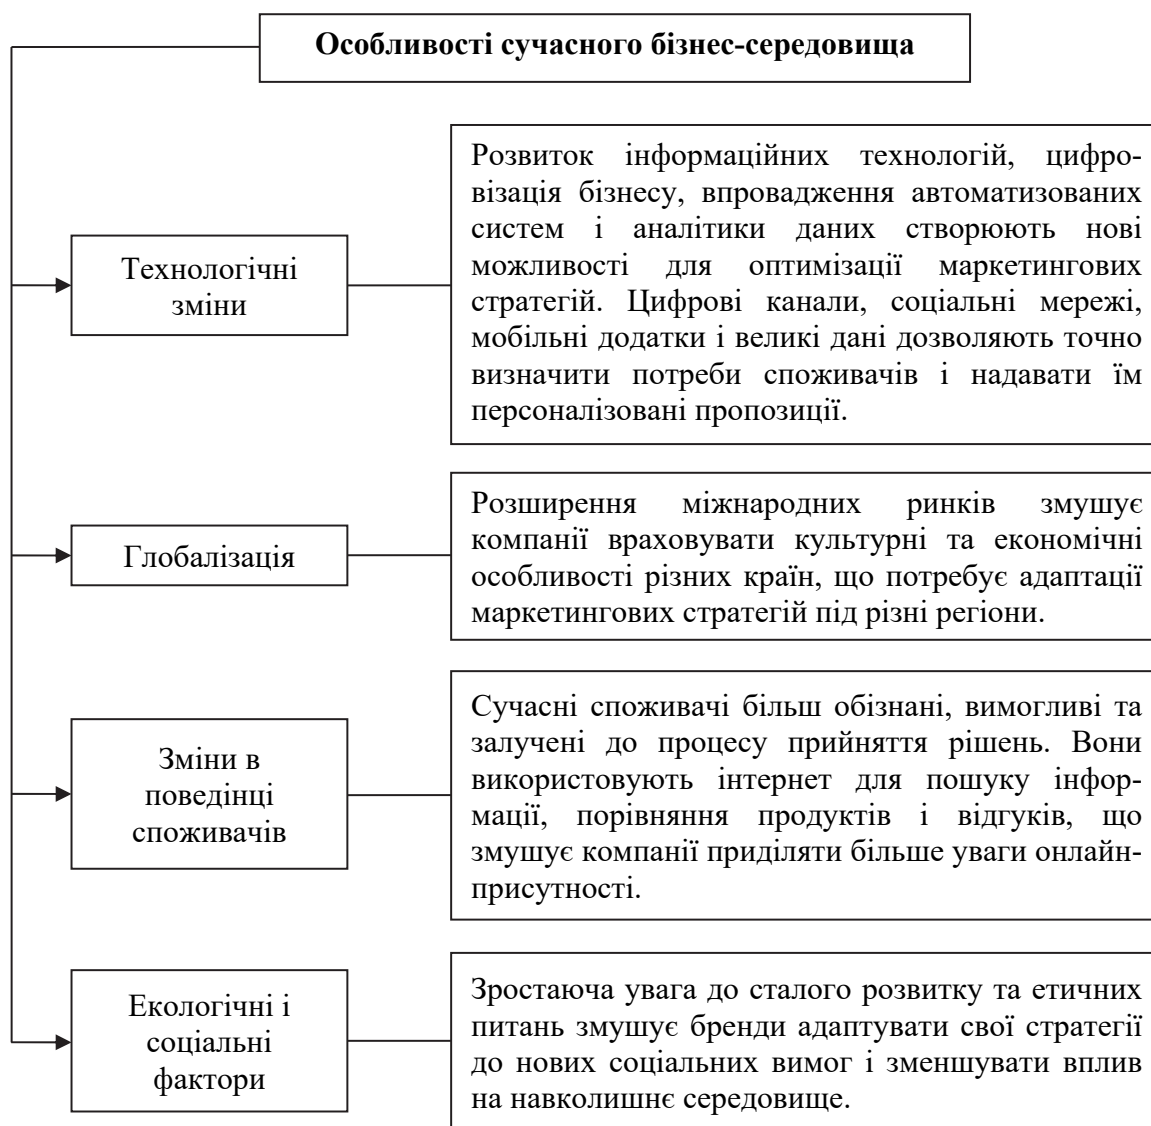 Особливості сучасного бізнес-середовища
Технологічні
зміни
Розвиток інформаційних технологій, цифро-
візація бізнесу, впровадження автоматизованих
систем і аналітики даних створюють нові
можливості для оптимізації маркетингових
стратегій. Цифрові канали, соціальні мережі,
мобільні додатки і великі дані дозволяють точно
визначити потреби споживачів і надавати їм
персоналізовані пропозиції.
Глобалізація
Розширення міжнародних ринків змушує
компанії враховувати культурні та економічні
особливості різних країн, що потребує адаптації
маркетингових стратегій під різні регіони.
Зміни в
поведінці
споживачів
Сучасні споживачі більш обізнані, вимогливі та
залучені до процесу прийняття рішень. Вони
використовують інтернет для пошуку інфор-
мації, порівняння продуктів і відгуків, що
змушує компанії приділяти більше уваги онлайн-
присутності.
Екологічні і
соціальні
фактори
Зростаюча увага до сталого розвитку та етичних
питань змушує бренди адаптувати свої стратегії
до нових соціальних вимог і зменшувати вплив
на навколишнє середовище.